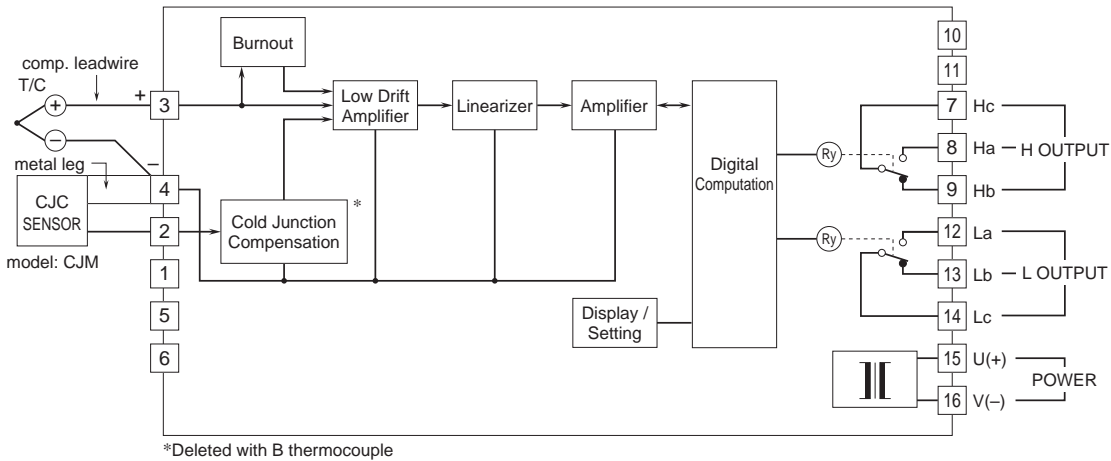 Burnout
comp. leadwire
T/C
+
–
+
–
3
metal leg
4
CJC
SENSOR
2
model: CJM
1
5
6
Low Drift
Amplifier
Linearizer
Amplifier
*
Cold Junction
Compensation
Digital
Computation
Display /
Setting
Ry
Ry
10
11
7 Hc
8 Ha H OUTPUT
9 Hb
12 La
13 Lb L OUTPUT
14 Lc
15 U(+)
POWER
16 V(–)
*Deleted with B thermocouple